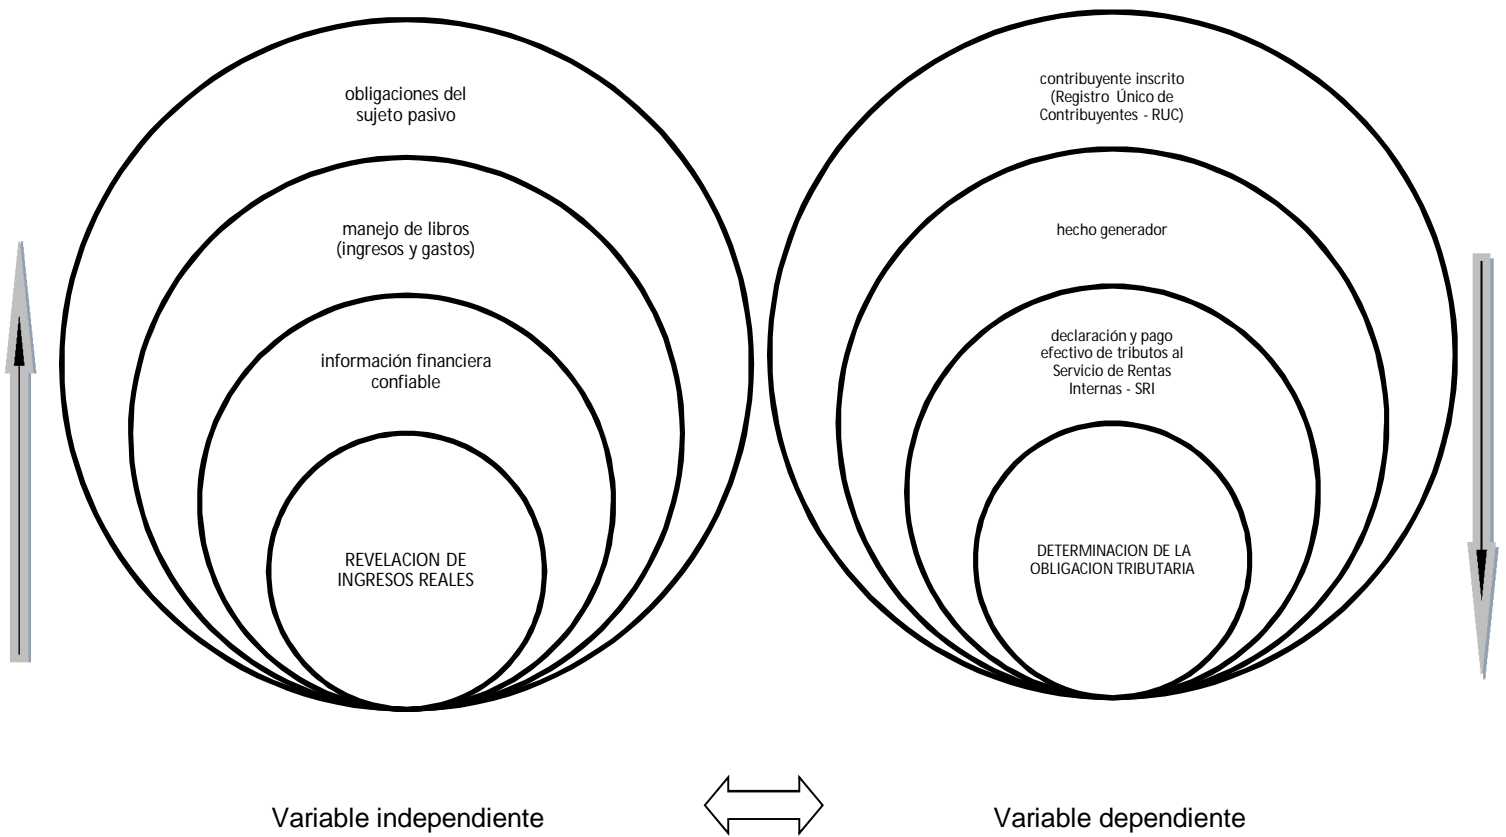 obligaciones del
sujeto pasivo
manejo de libros
(ingresos y gastos)
información financiera
confiable
REVELACION DE
INGRESOS REALES
contribuyente inscrito
(Registro Único de
Contribuyentes - RUC)
hecho generador
declaración y pago
efectivo de tributos al
Servicio de Rentas
Internas - SRI
DETERMINACION DE LA
OBLIGACION TRIBUTARIA
Variable independiente
Variable dependiente